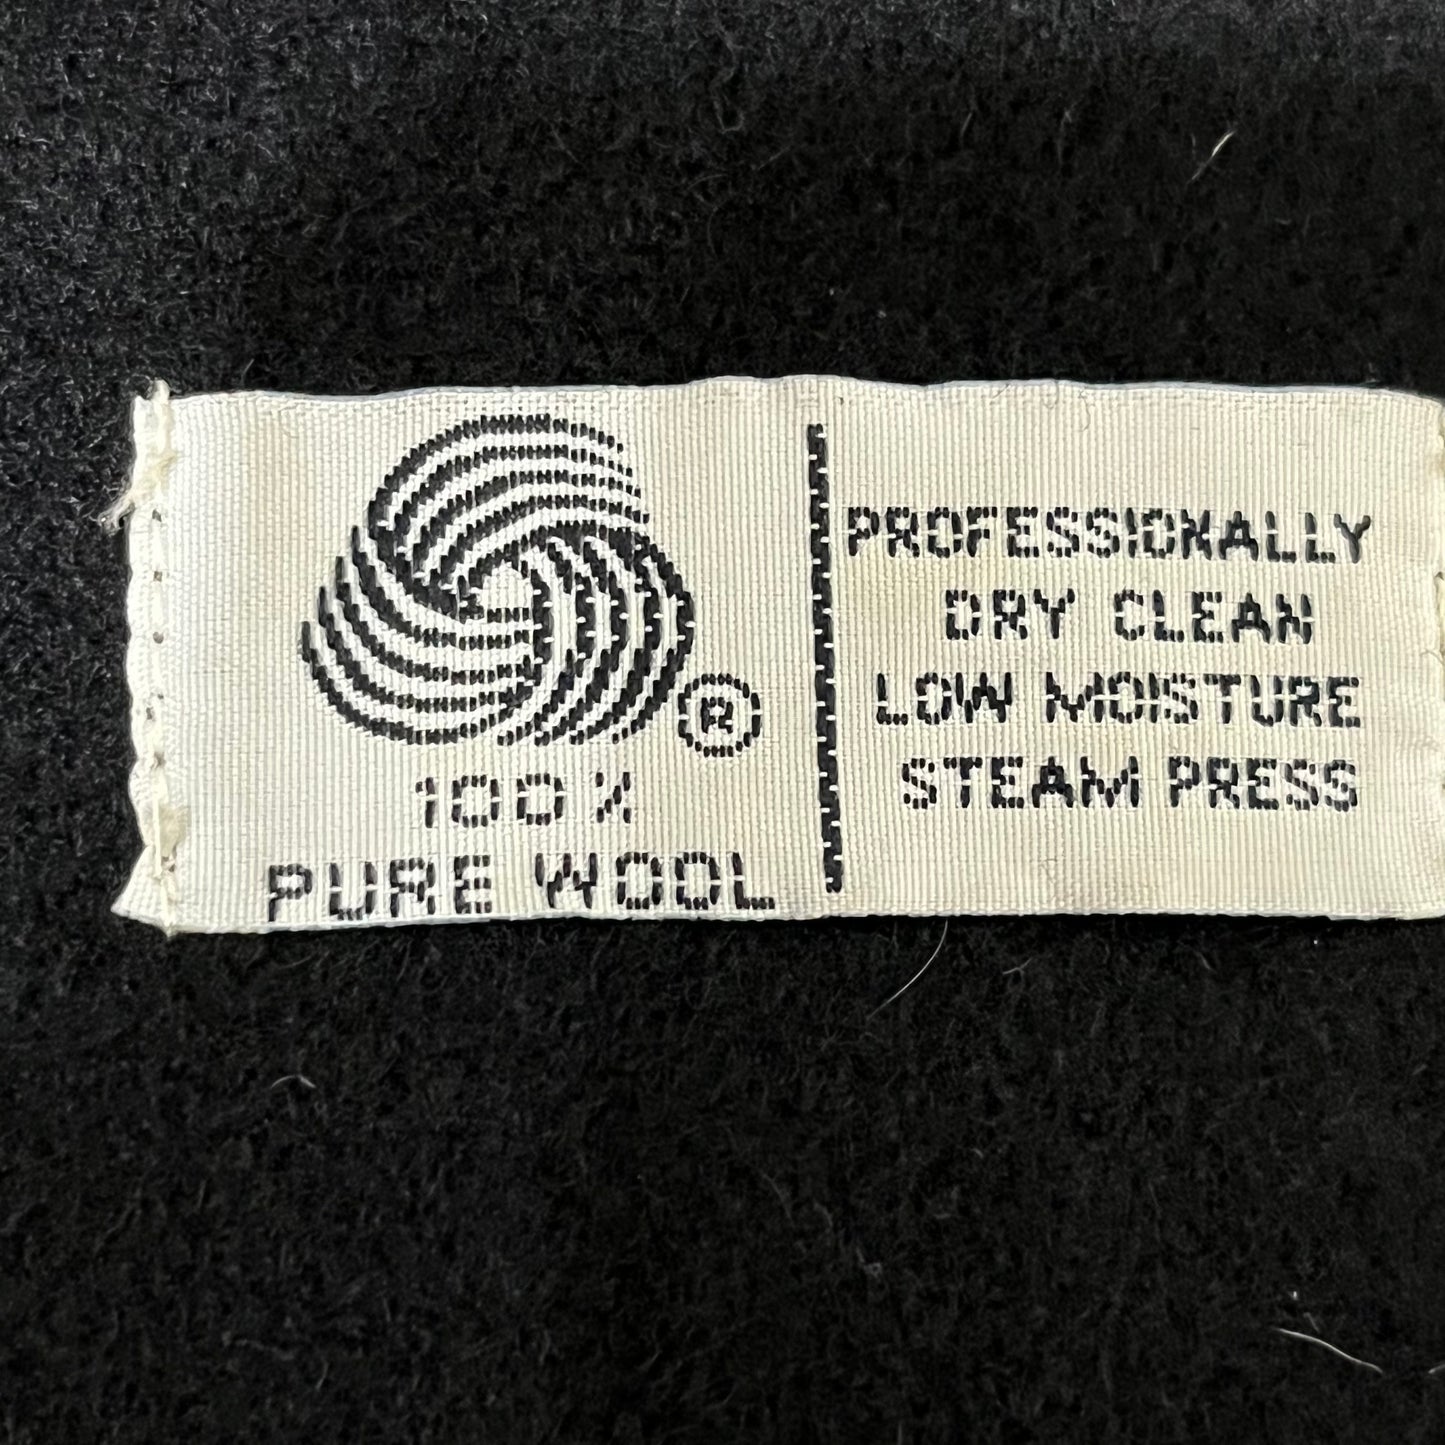 ®
100%
PURE WOOL
PROFESSIONALLY
DRY CLEAN
LOW MOISTURE
STEAM PRESS